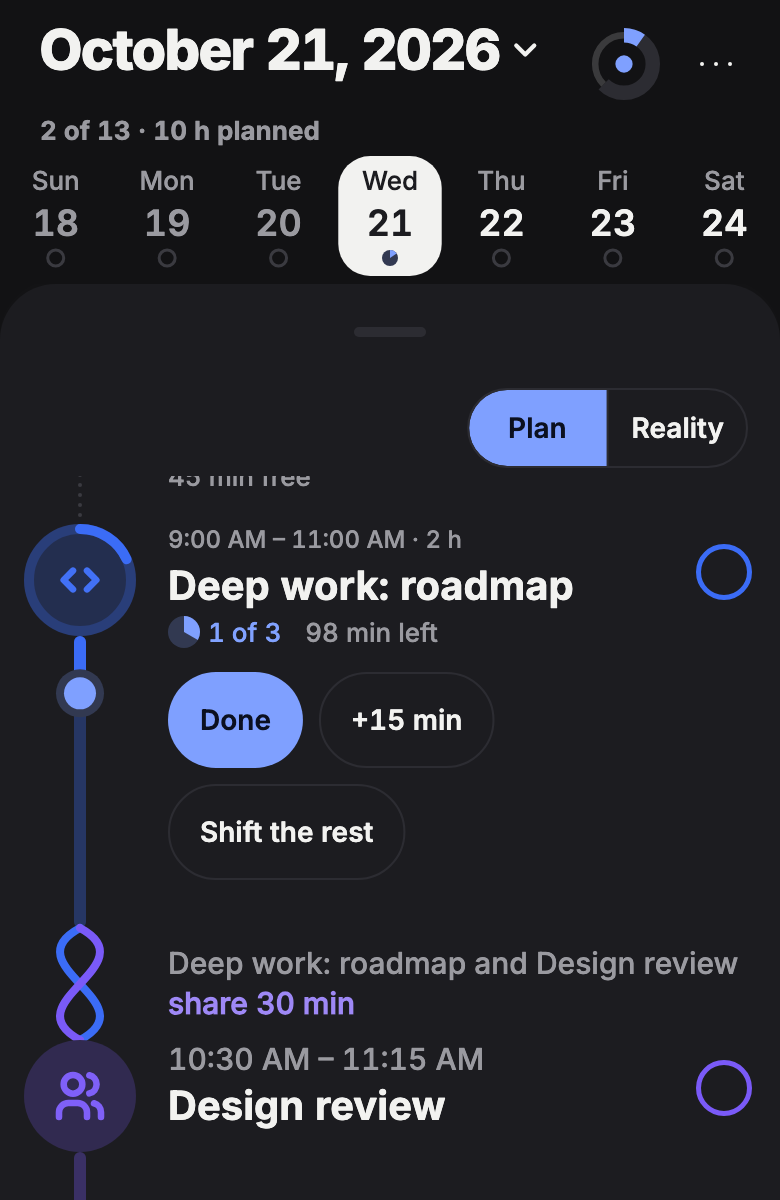 October 21, 2026
2 of 13 · 10 h planned
Sun Mon Tue Wed Thu Fri Sat
18 19 20 21 22 23 24
Plan Reality
45 min free
9:00 AM – 11:00 AM · 2 h
Deep work: roadmap
1 of 3 98 min left
Done +15 min
Shift the rest
Deep work: roadmap and Design review
share 30 min
10:30 AM – 11:15 AM
Design review